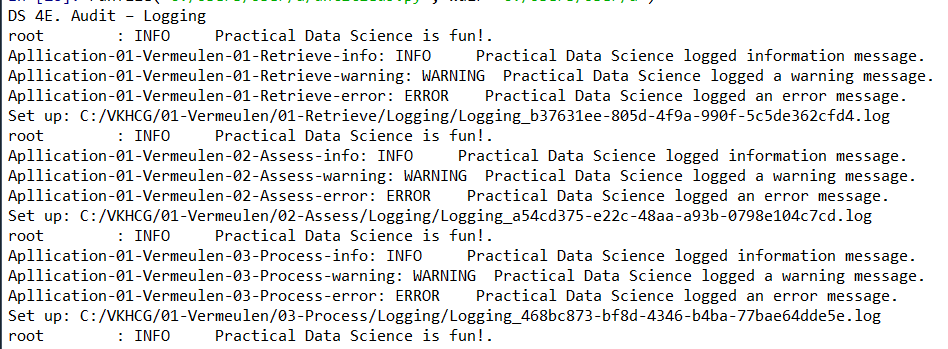 DS 4E. Audit – Logging
root        : INFO     Practical Data Science is fun!.
Apllication-01-Vermeulen-01-Retrieve-info: INFO     Practical Data Science logged information message.
Apllication-01-Vermeulen-01-Retrieve-warning: WARNING  Practical Data Science logged a warning message.
Apllication-01-Vermeulen-01-Retrieve-error: ERROR    Practical Data Science logged an error message.
Set up: C:/VKHCG/01-Vermeulen/01-Retrieve/Logging/Logging_b37631ee-805d-4f9a-990f-5c5de362cfd4.log
root        : INFO     Practical Data Science is fun!.
Apllication-01-Vermeulen-02-Assess-info: INFO     Practical Data Science logged information message.
Apllication-01-Vermeulen-02-Assess-warning: WARNING  Practical Data Science logged a warning message.
Apllication-01-Vermeulen-02-Assess-error: ERROR    Practical Data Science logged an error message.
Set up: C:/VKHCG/01-Vermeulen/02-Assess/Logging/Logging_a54cd375-e22c-48aa-a93b-0798e104c7cd.log
root        : INFO     Practical Data Science is fun!.
Apllication-01-Vermeulen-03-Process-info: INFO     Practical Data Science logged information message.
Apllication-01-Vermeulen-03-Process-warning: WARNING  Practical Data Science logged a warning message.
Apllication-01-Vermeulen-03-Process-error: ERROR    Practical Data Science logged an error message.
Set up: C:/VKHCG/01-Vermeulen/03-Process/Logging/Logging_468bc873-bf8d-4346-b4ba-77bae64dde5e.log
root        : INFO     Practical Data Science is fun!.